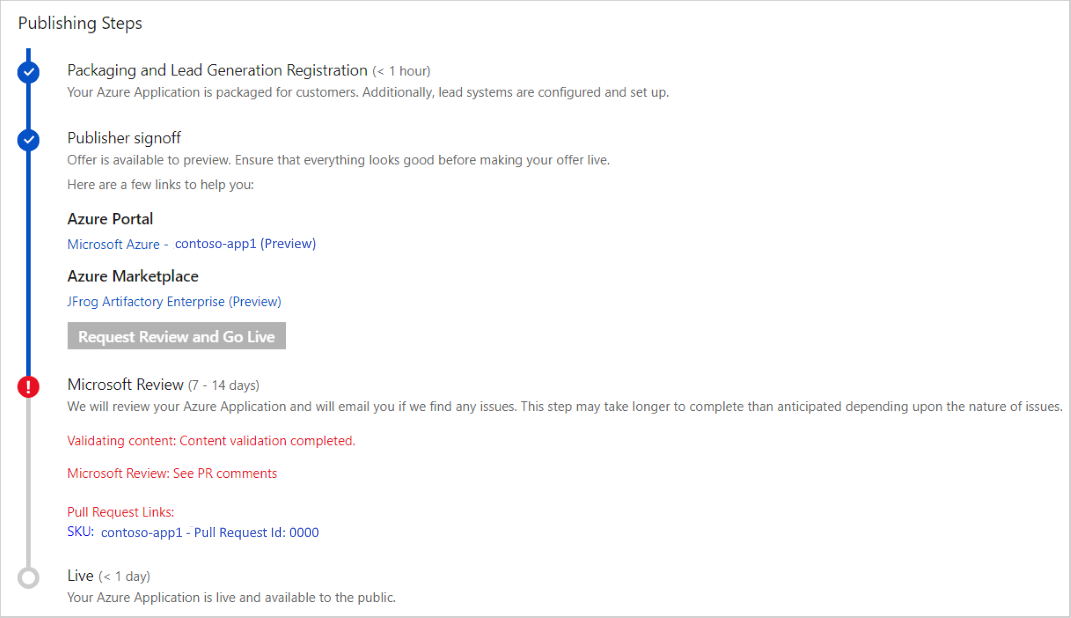 Publishing Steps
Packaging and Lead Generation Registration (< 1 hour)
Your Azure Application is packaged for customers. Additionally, lead systems are configured and set up.
Publisher signoff
Offer is available to preview. Ensure that everything looks good before making your offer live.
Here are a few links to help you:
Azure Portal
Microsoft Azure - contoso-app1 (Preview)
Azure Marketplace
JFrog Artifactory Enterprise (Preview)
Request Review and Go Live
Microsoft Review (7 - 14 days)
We will review your Azure Application and will email you if we find any issues. This step may take longer to complete than anticipated depending upon the nature of issues.
Validating content: Content validation completed.
Microsoft Review: See PR comments
Pull Request Links:
SKU: contoso-app1 - Pull Request Id: 0000
Live (< 1 day)
Your Azure Application is live and available to the public.